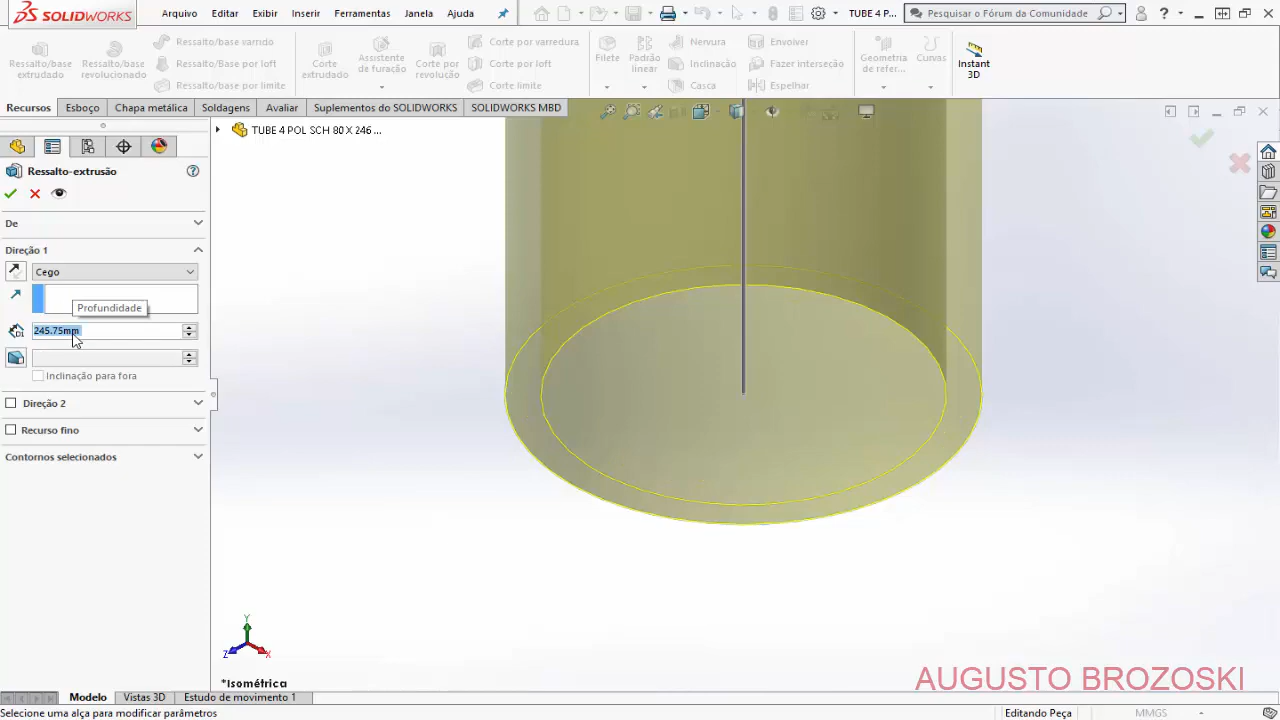 SOLIDWORKS
Arquivo Editar Exibir Inserir Ferramentas Janela Ajuda
TUBE 4 P...
Pesquisar o Fórum da Comunidade
Ressalto/base extrudado
Ressalto/base revolucionado
Ressalto/base varrido
Ressalto/Base por loft
Ressalto/base por limite
Corte extrudado
Assistente de furação
Corte por revolução
Corte por varredura
Corte por loft
Corte limite
Filete
Padrão linear
Nervura
Inclinação
Casca
Envolver
Fazer interseção
Espelhar
Geometria de refer...
Curvas
Instant 3D
Recursos Esboço Chapa metálica Soldagens Avaliar Suplementos do SOLIDWORKS SOLIDWORKS MBD
TUBE 4 POL SCH 80 X 246 ...
Ressalto-extrusão
De
Direção 1
Cego
Profundidade
245.75mm
Inclinação para fora
Direção 2
Recurso fino
Contornos selecionados
Y
Z
X
*Isométrica
AUGUSTO BROZOSKI
Modelo Vistas 3D Estudo de movimento 1
Selecione uma alça para modificar parâmetros
Editando Peça
MMGS